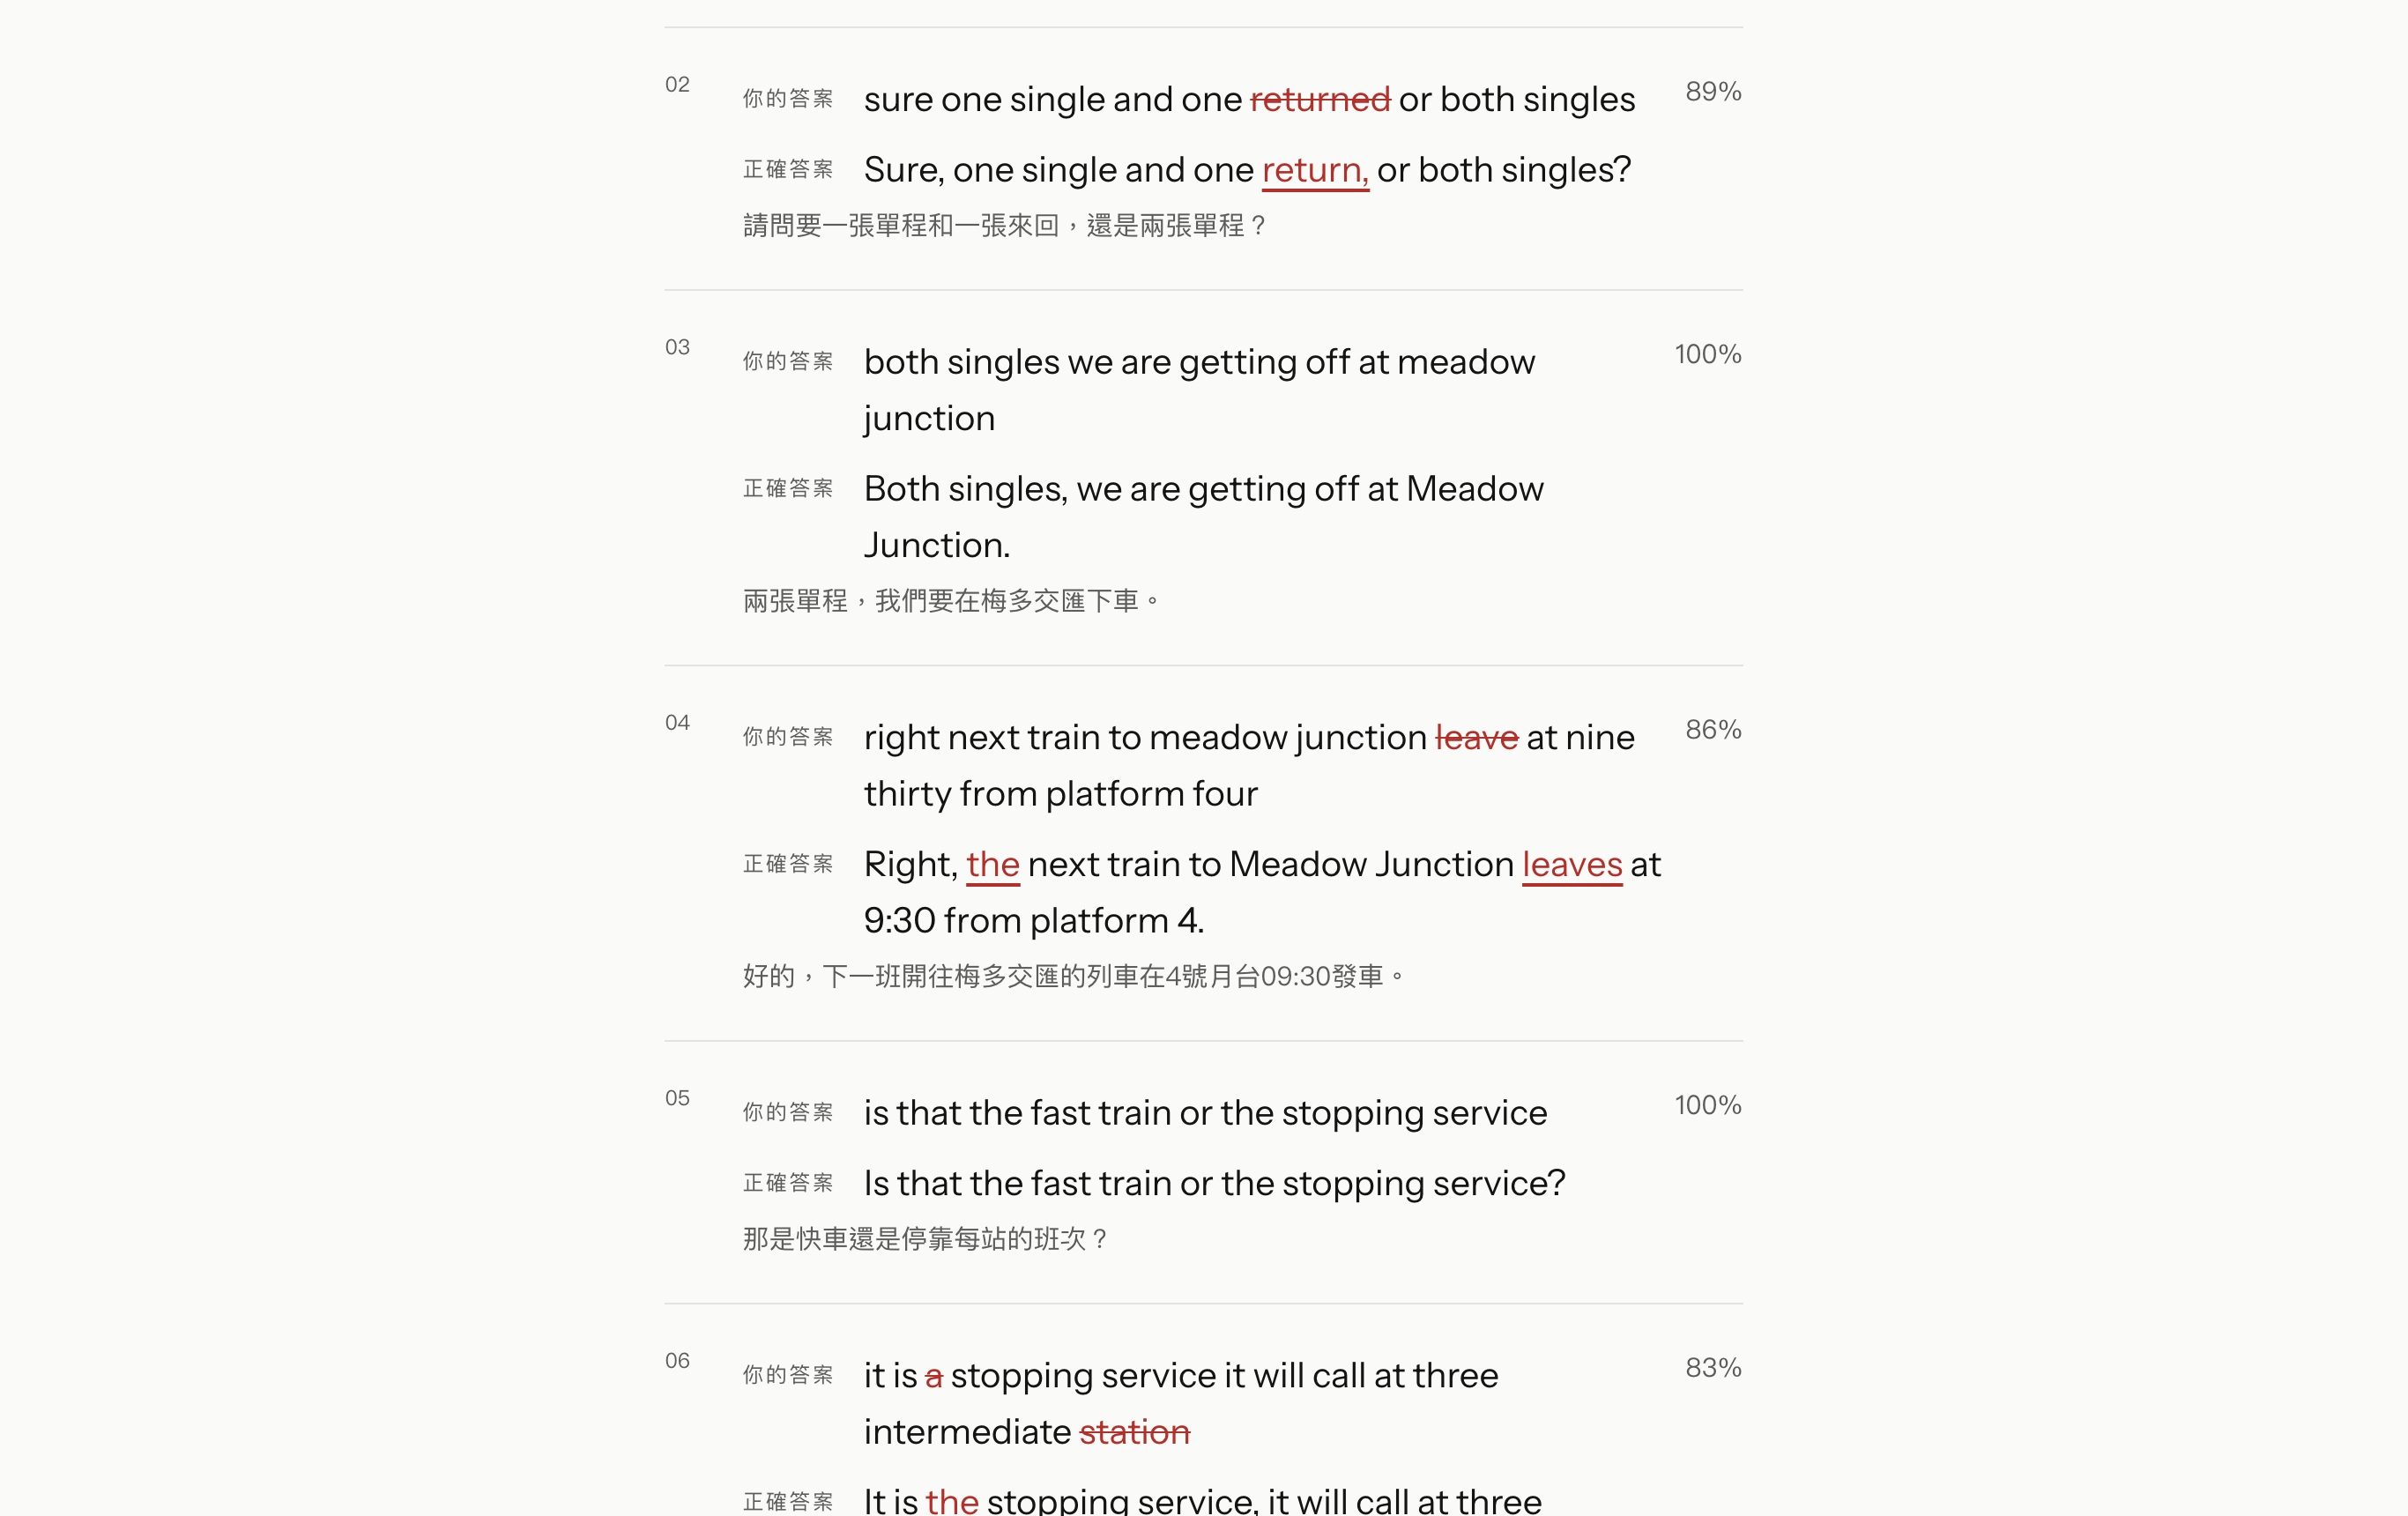 02
你的答案 sure one single and one returned or both singles 89%
正確答案 Sure, one single and one return, or both singles?
請問要一張單程和一張來回，還是兩張單程？
03
你的答案 both singles we are getting off at meadow 100%
junction
正確答案 Both singles, we are getting off at Meadow
Junction.
兩張單程，我們要在梅多交匯下車。
04
你的答案 right next train to meadow junction leave at nine 86%
thirty from platform four
正確答案 Right, the next train to Meadow Junction leaves at
9:30 from platform 4.
好的，下一班開往梅多交匯的列車在4號月台09:30發車。
05
你的答案 is that the fast train or the stopping service 100%
正確答案 Is that the fast train or the stopping service?
那是快車還是停靠每站的班次？
06
你的答案 it is a stopping service it will call at three 83%
intermediate station
正確答案 It is the stopping service, it will call at three